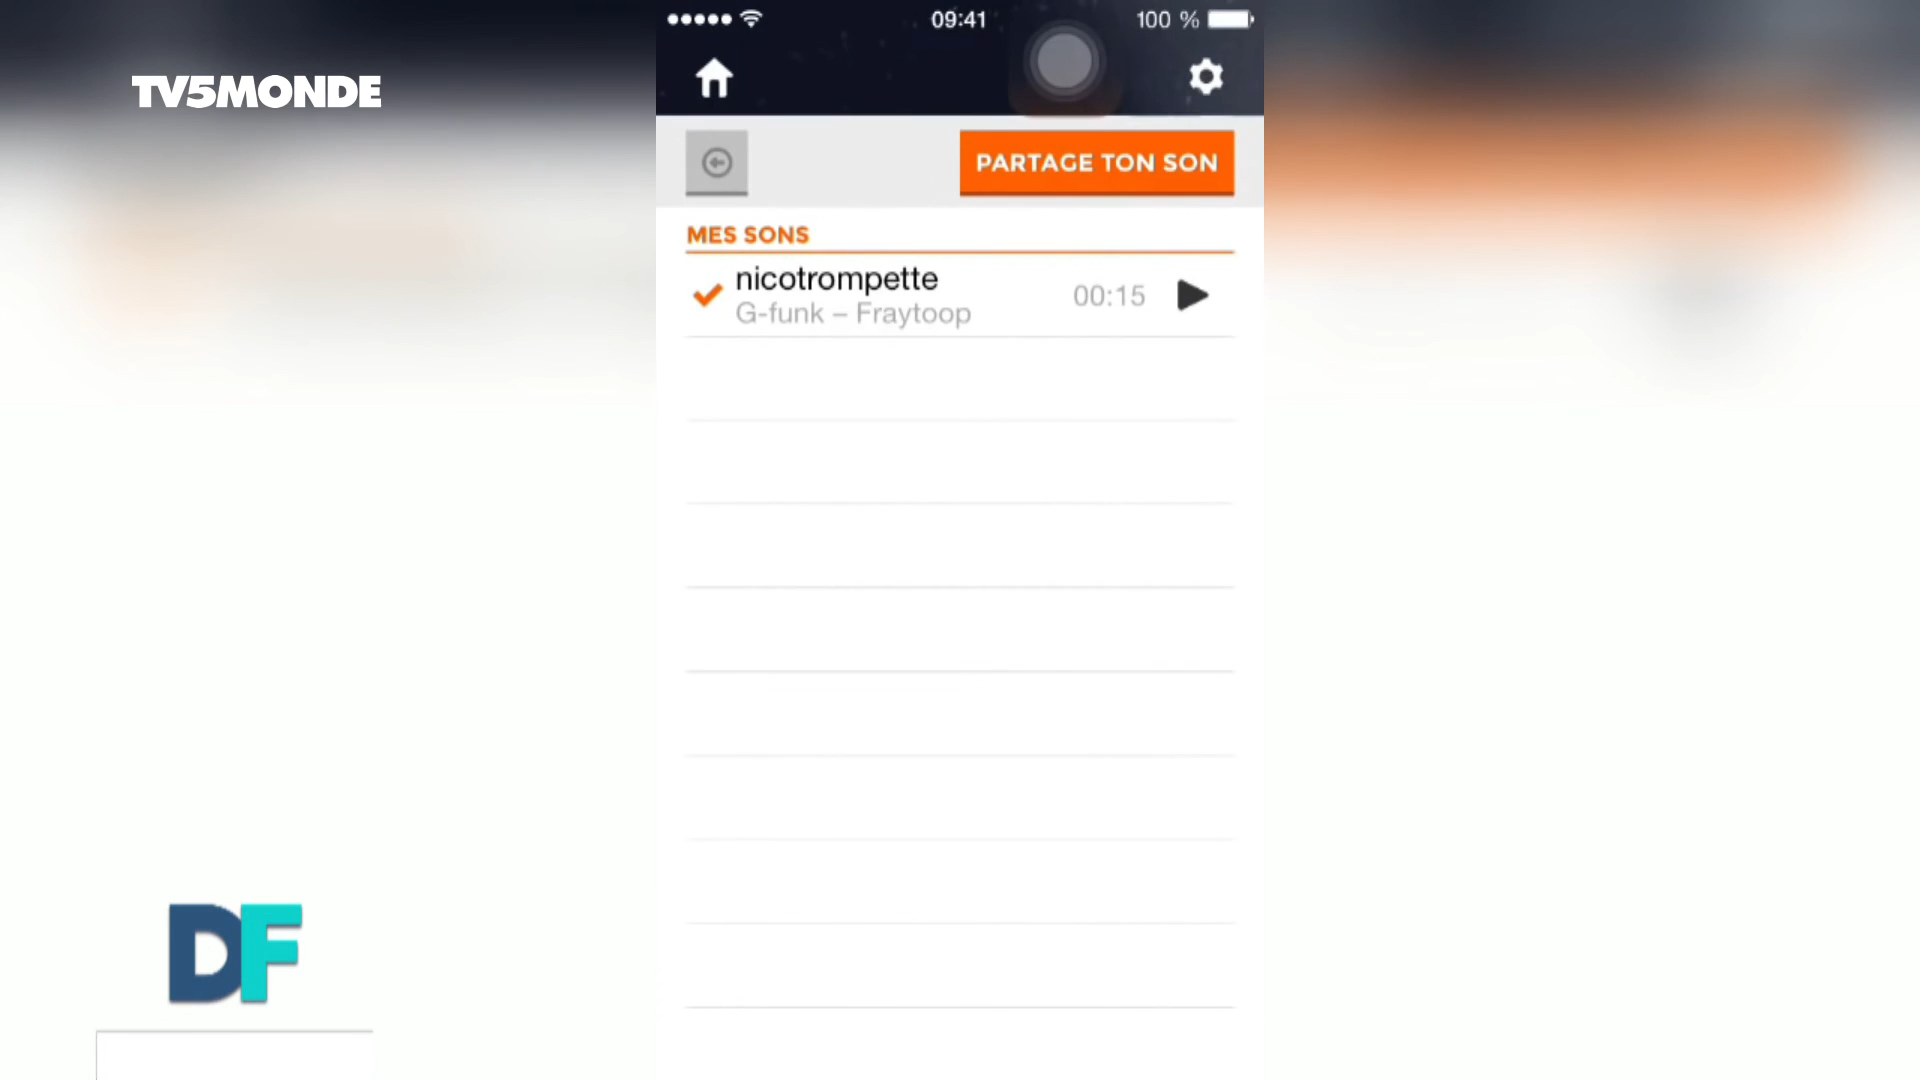 TV5MONDE
09:41
100 %
PARTAGE TON SON
MES SONS
nicotrompette
G-funk – Fraytoop
00:15
DF